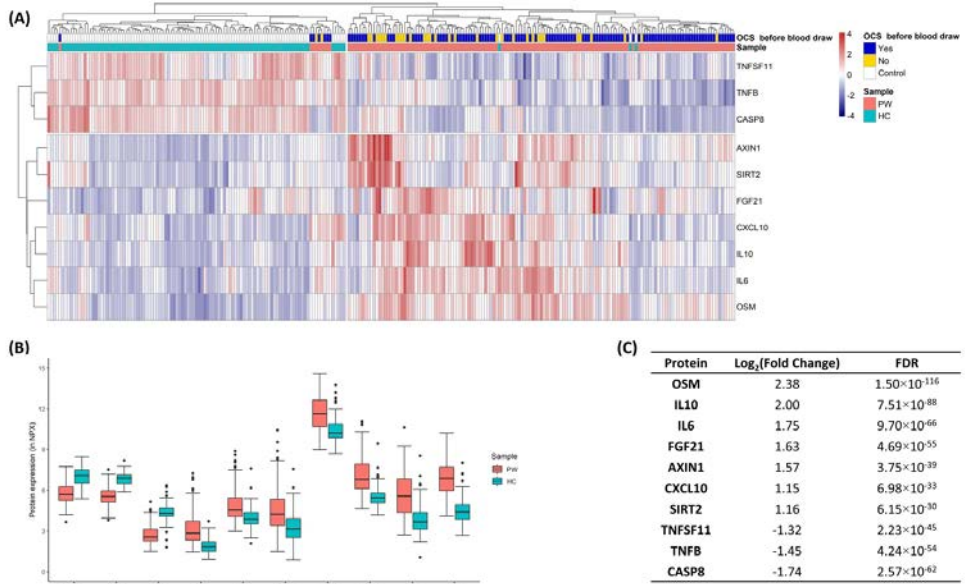 (A)
OCS before blood draw
Sample
TNFSF11
TNFB
CASP8
AXIN1
SIRT2
FGF21
CXCL10
IL10
IL6
OSM
4
2
0
-2
-4
OCS before blood draw
Yes
No
Control
Sample
PW
HC
(B)
Protein expression (in NPX)
15
12
9
6
3
0
Sample
PW
HC
(C)
Protein Log₂(Fold Change) FDR
OSM 2.38 1.50×10⁻¹¹⁶
IL10 2.00 7.51×10⁻⁸⁸
IL6 1.75 9.70×10⁻⁶⁶
FGF21 1.63 4.69×10⁻⁵⁵
AXIN1 1.57 3.75×10⁻³⁹
CXCL10 1.15 6.98×10⁻³³
SIRT2 1.16 6.15×10⁻³⁰
TNFSF11 -1.32 2.23×10⁻⁴⁵
TNFB -1.45 4.24×10⁻⁵⁴
CASP8 -1.74 2.57×10⁻⁶²